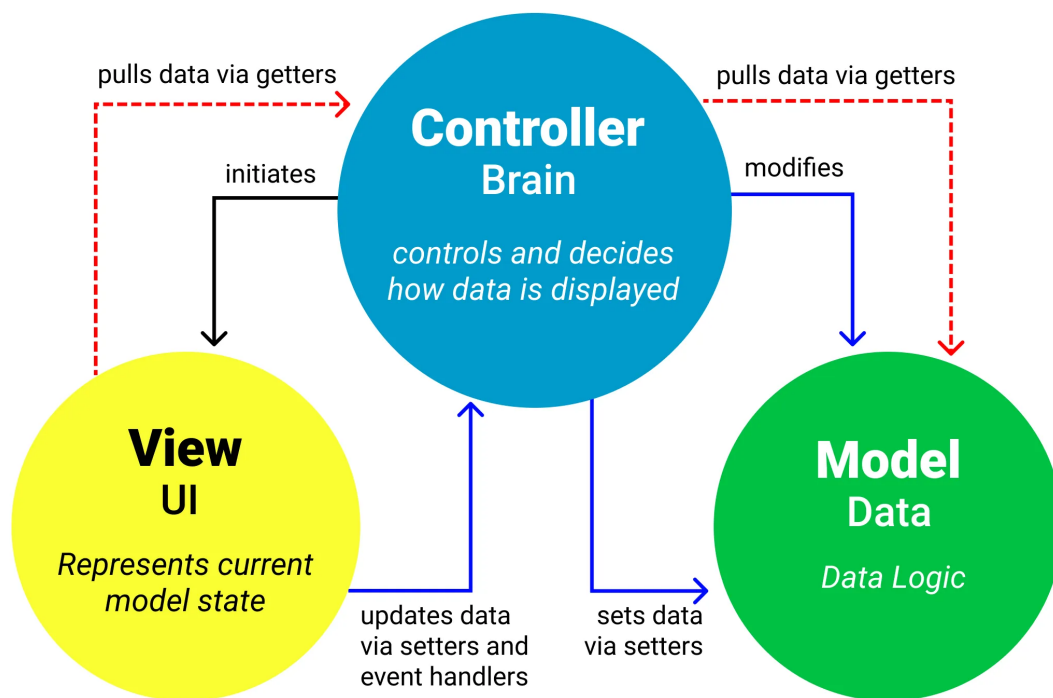 pulls data via getters
pulls data via getters
Controller
Brain
initiates
modifies
controls and decides
how data is displayed
View
UI
Represents current
model state
Model
Data
Data Logic
updates data
via setters and
event handlers
sets data
via setters